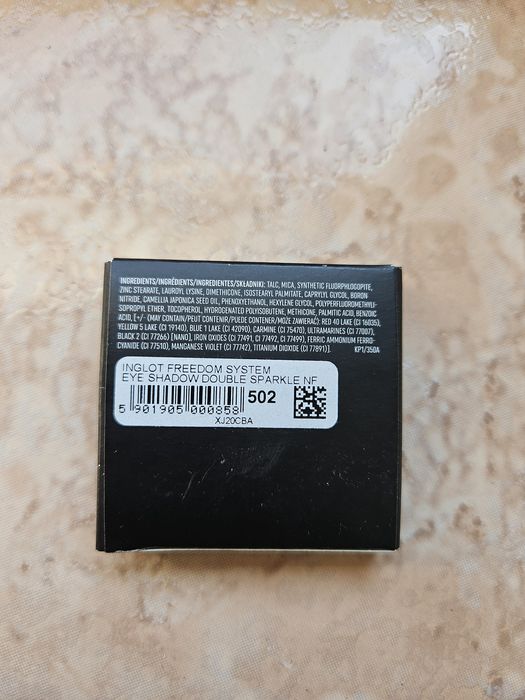 INGREDIENTS/INGRÉDIENTS/INGREDIENTES/SKŁADNIKI: TALC, MICA, SYNTHETIC FLUORPHLOGOPITE,
ZINC STEARATE, LAUROYL LYSINE, DIMETHICONE, ISOSTEARYL PALMITATE, CAPRYLYL GLYCOL, BORON
NITRIDE, CAMELLIA JAPONICA SEED OIL, PHENOXYETHANOL, HEXYLENE GLYCOL, POLYPERFLUOROMETHYLI-
SOPROPYL ETHER, TOCOPHEROL, HYDROGENATED POLYISOBUTENE, METHICONE, PALMITIC ACID, BENZOIC
ACID, [+/- (MAY CONTAIN/PEUT CONTENIR/PUEDE CONTENER/MOŻE ZAWIERAĆ): RED 40 LAKE (CI 16035),
YELLOW 5 LAKE (CI 19140), BLUE 1 LAKE (CI 42090), CARMINE (CI 75470), ULTRAMARINES (CI 77007),
BLACK 2 (CI 77266) [NANO], IRON OXIDES (CI 77491, CI 77492, CI 77499), FERRIC AMMONIUM FERRO-
CYANIDE (CI 77510), MANGANESE VIOLET (CI 77742), TITANIUM DIOXIDE (CI 77891)].
KP1/350A
INGLOT FREEDOM SYSTEM
EYE SHADOW DOUBLE SPARKLE NF
502
5 901905 000858
XJ20CBA